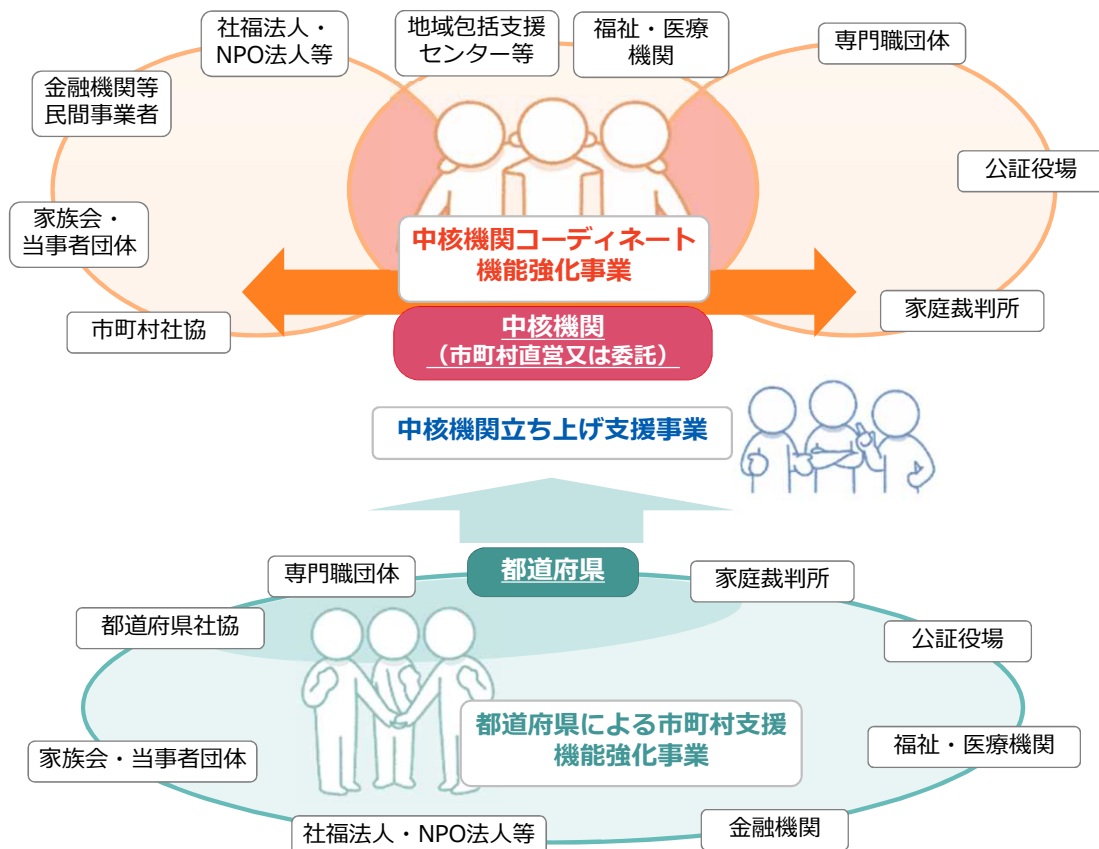 社福法人・
NPO法人等
地域包括支援
センター等
福祉・医療
機関
専門職団体
金融機関等
民間事業者
公証役場
家族会・
当事者団体
中核機関コーディネート
機能強化事業
市町村社協
家庭裁判所
中核機関
（市町村直営又は委託）
中核機関立ち上げ支援事業
都道府県
専門職団体
家庭裁判所
都道府県社協
公証役場
都道府県による市町村支援
機能強化事業
家族会・当事者団体
福祉・医療機関
社福法人・NPO法人等
金融機関